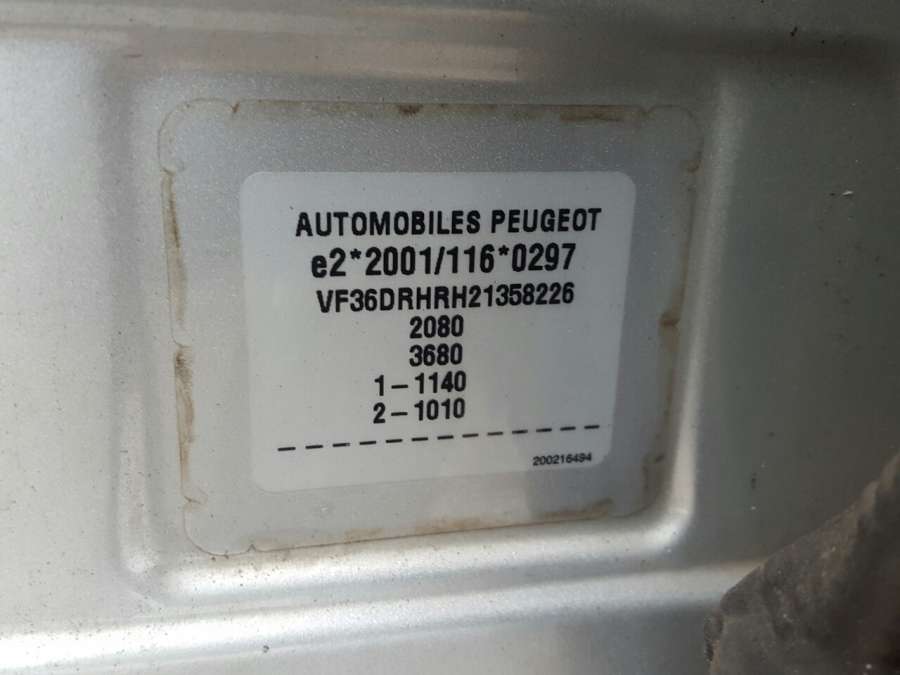 AUTOMOBILES PEUGEOT
e2*2001/116*0297
VF36DRHRH21358226
2080
3680
1-1140
2-1010
200216494